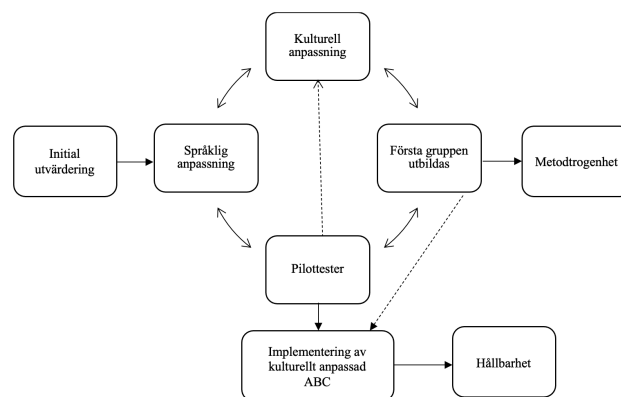 Kulturell
anpassning
Initial
utvärdering
Språklig
anpassning
Första gruppen
utbildas
Metodtrogenhet
Pilottester
Implementering av
kulturellt anpassad
ABC
Hållbarhet